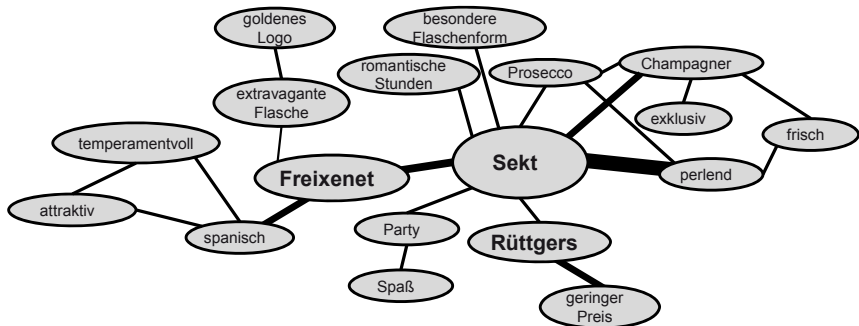 goldenes
Logo
besondere
Flaschenform
romantische
Stunden
Prosecco
Champagner
extravagante
Flasche
exklusiv
frisch
temperamentvoll
Freixenet
Sekt
perlend
attraktiv
spanisch
Party
Rüttgers
Spaß
geringer
Preis